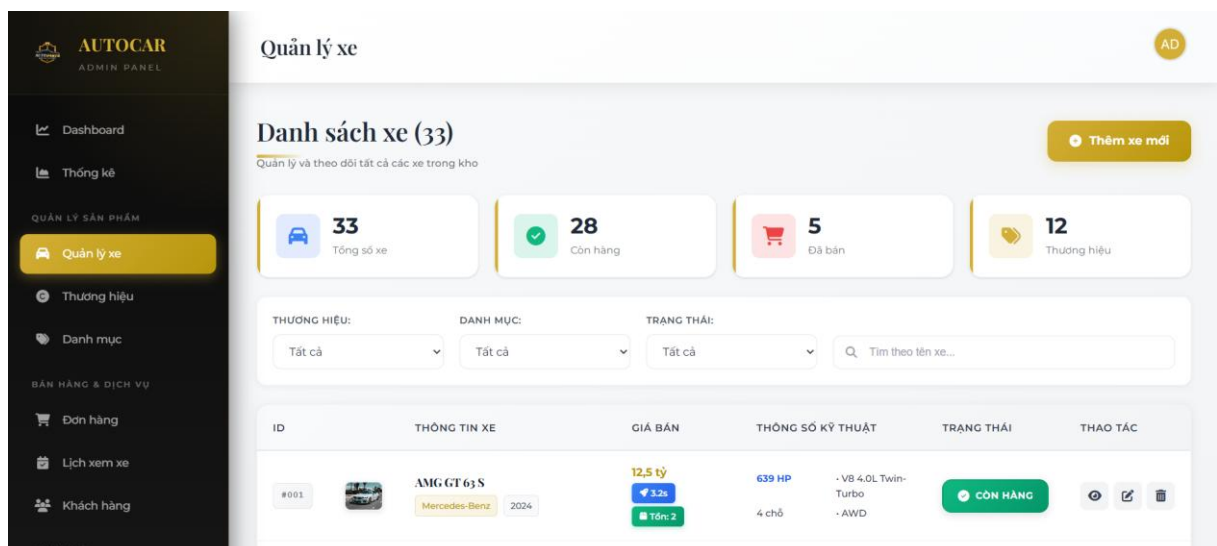 AUTOCAR
ADMIN PANEL
Dashboard
Thống kê
QUẢN LÝ SẢN PHẨM
Quản lý xe
Thương hiệu
Danh mục
BÁN HÀNG & DỊCH VỤ
Đơn hàng
Lịch xem xe
Khách hàng
Quản lý xe
AD
Danh sách xe (33)
Quản lý và theo dõi tất cả các xe trong kho
Thêm xe mới
33
Tổng số xe
28
Còn hàng
5
Đã bán
12
Thương hiệu
THƯƠNG HIỆU: DANH MỤC: TRẠNG THÁI:
Tất cả Tất cả Tất cả Tìm theo tên xe...
ID THÔNG TIN XE GIÁ BÁN THÔNG SỐ KỸ THUẬT TRẠNG THÁI THAO TÁC
#001
AMG GT 63 S
Mercedes-Benz 2024
12,5 tỷ
3.2s
Tồn: 2
639 HP
4 chỗ
• V8 4.0L Twin-
Turbo
• AWD
CÒN HÀNG